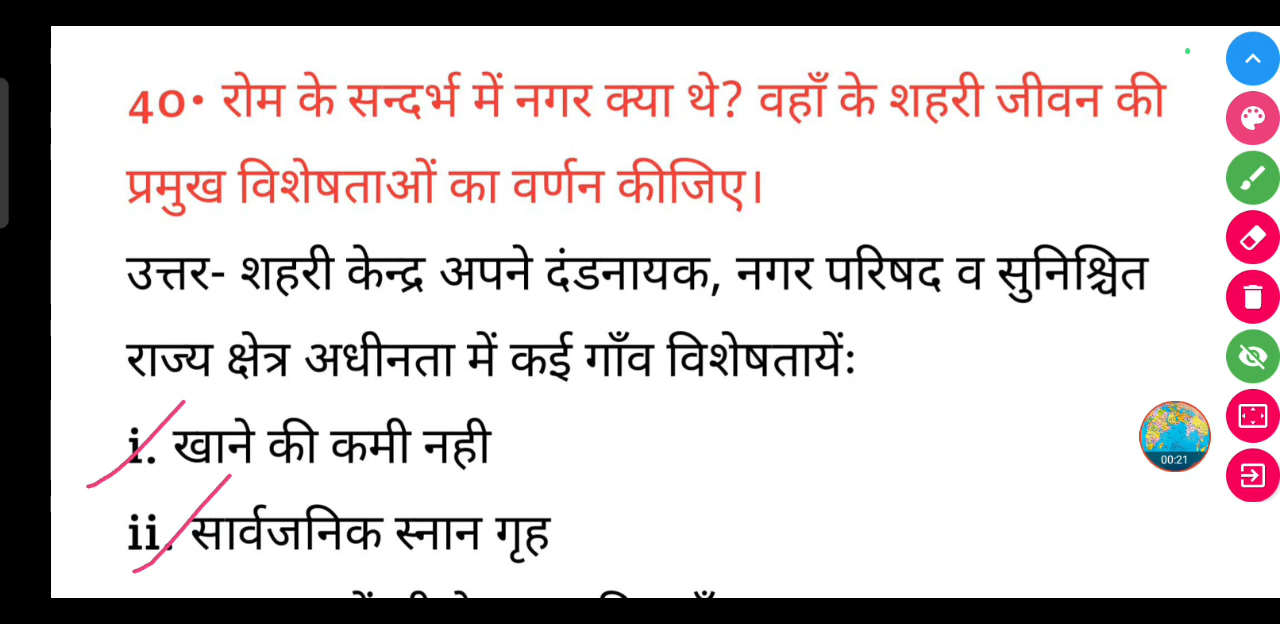 40• रोम के सन्दर्भ में नगर क्या थे? वहाँ के शहरी जीवन की
प्रमुख विशेषताओं का वर्णन कीजिए।
उत्तर- शहरी केन्द्र अपने दंडनायक, नगर परिषद व सुनिश्चित
राज्य क्षेत्र अधीनता में कई गाँव विशेषतायें:
i. खाने की कमी नही
ii. सार्वजनिक स्नान गृह
00:21